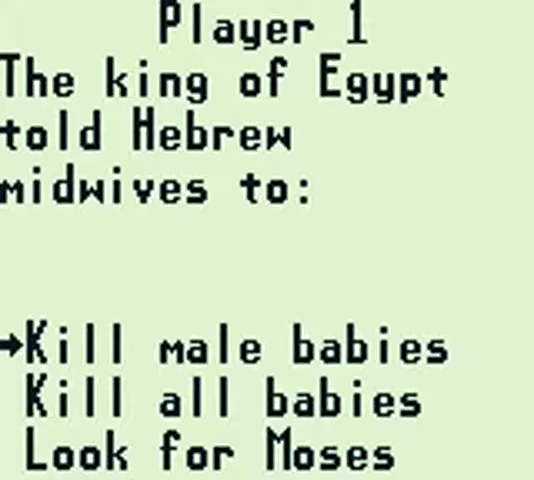 Player 1
The king of Egypt
told Hebrew
midwives to:
→Kill male babies
Kill all babies
Look for Moses